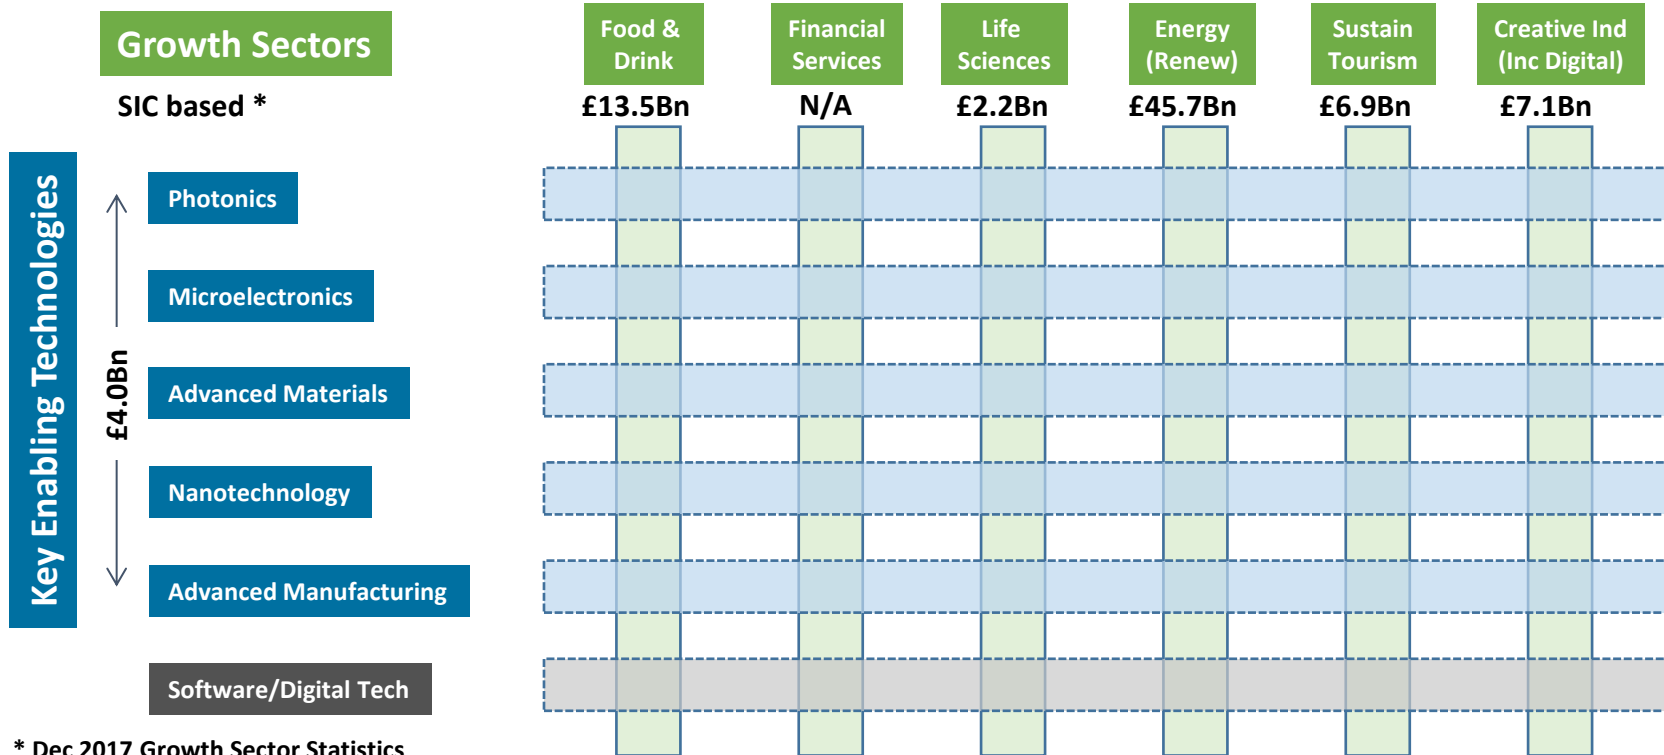 Growth Sectors
Food &
Drink
Financial
Services
Life
Sciences
Energy
(Renew)
Sustain
Tourism
Creative Ind
(Inc Digital)
SIC based *
£13.5Bn
N/A
£2.2Bn
£45.7Bn
£6.9Bn
£7.1Bn
Key Enabling Technologies
£4.0Bn
Photonics
Microelectronics
Advanced Materials
Nanotechnology
Advanced Manufacturing
Software/Digital Tech
* Dec 2017 Growth Sector Statistics